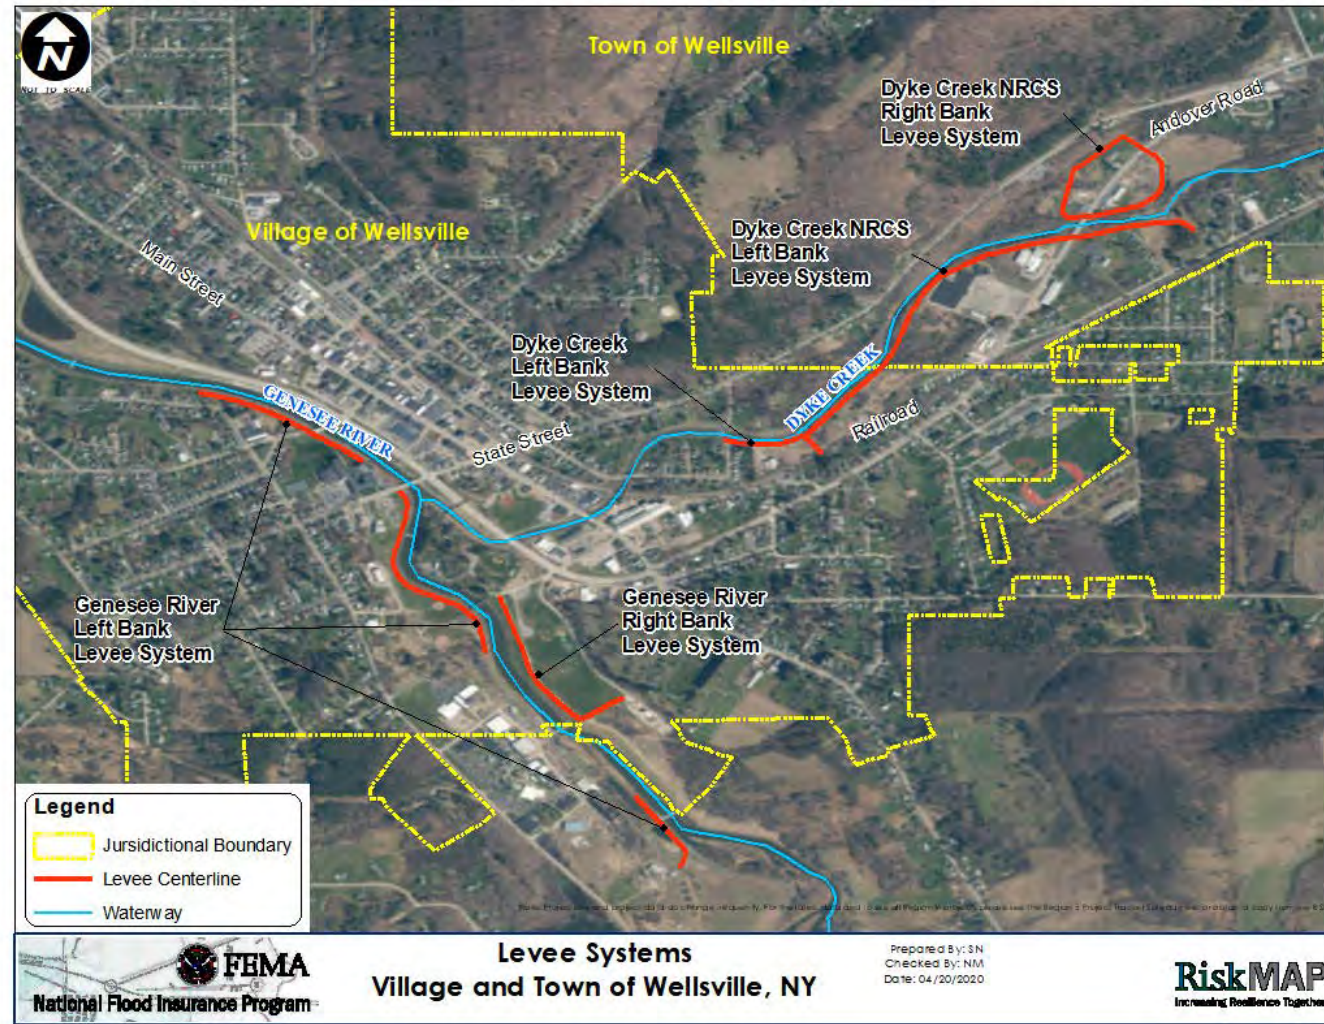 N
NOT TO SCALE
Town of Wellsville
Dyke Creek NRCS
Right Bank
Levee System
Andover Road
Village of Wellsville
Main Street
Dyke Creek NRCS
Left Bank
Levee System
Dyke Creek
Left Bank
Levee System
DYKE CREEK
GENESEE RIVER
State Street
Railroad
Genesee River
Left Bank
Levee System
Genesee River
Right Bank
Levee System
Legend
Jursidictional Boundary
Levee Centerline
Waterway
FEMA
National Flood Insurance Program
Levee Systems
Village and Town of Wellsville, NY
Prepared By: SN
Checked By: NM
Date: 04/20/2020
RiskMAP
Increasing Resilience Together